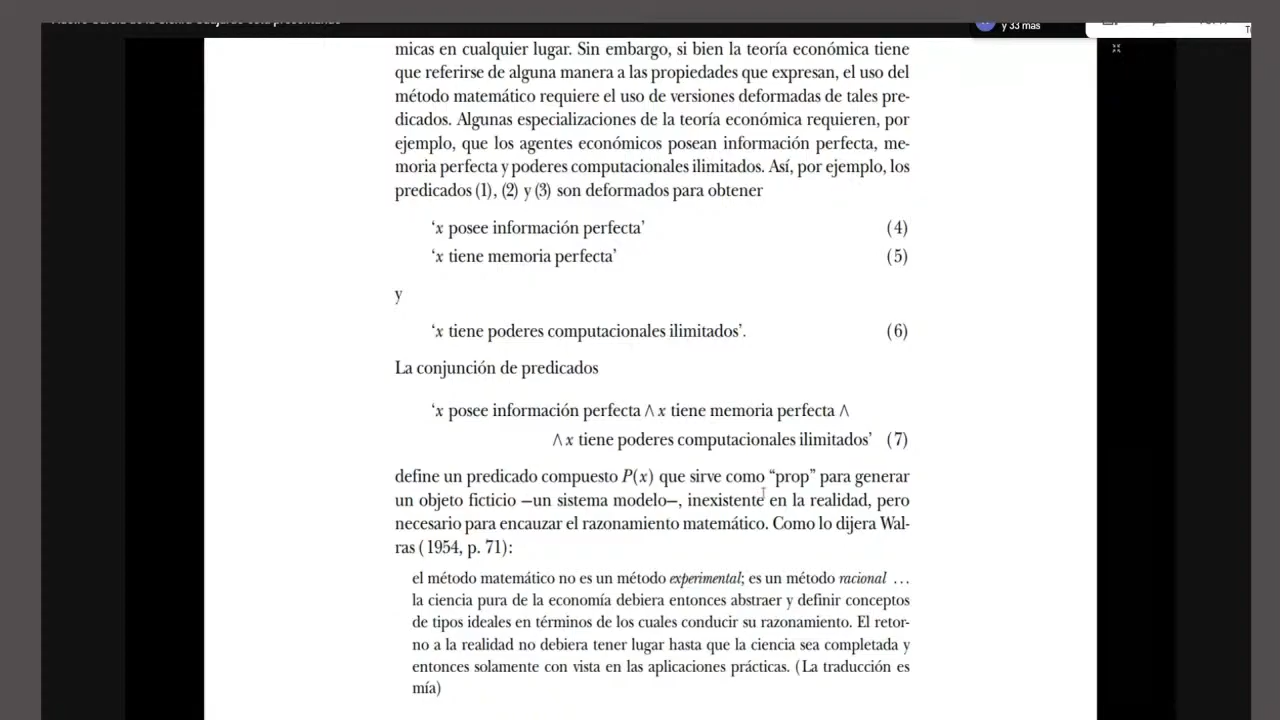 y 33 más
micas en cualquier lugar. Sin embargo, si bien la teoría económica tiene
que referirse de alguna manera a las propiedades que expresan, el uso del
método matemático requiere el uso de versiones deformadas de tales pre-
dicados. Algunas especializaciones de la teoría económica requieren, por
ejemplo, que los agentes económicos posean información perfecta, me-
moria perfecta y poderes computacionales ilimitados. Así, por ejemplo, los
predicados (1), (2) y (3) son deformados para obtener
‘x posee información perfecta’ (4)
‘x tiene memoria perfecta’ (5)
y
‘x tiene poderes computacionales ilimitados’. (6)
La conjunción de predicados
‘x posee información perfecta ∧ x tiene memoria perfecta ∧
∧ x tiene poderes computacionales ilimitados’ (7)
define un predicado compuesto P(x) que sirve como “prop” para generar
un objeto ficticio —un sistema modelo—, inexistente en la realidad, pero
necesario para encauzar el razonamiento matemático. Como lo dijera Wal-
ras (1954, p. 71):
el método matemático no es un método experimental; es un método racional …
la ciencia pura de la economía debiera entonces abstraer y definir conceptos
de tipos ideales en términos de los cuales conducir su razonamiento. El retor-
no a la realidad no debiera tener lugar hasta que la ciencia sea completada y
entonces solamente con vista en las aplicaciones prácticas. (La traducción es
mía)